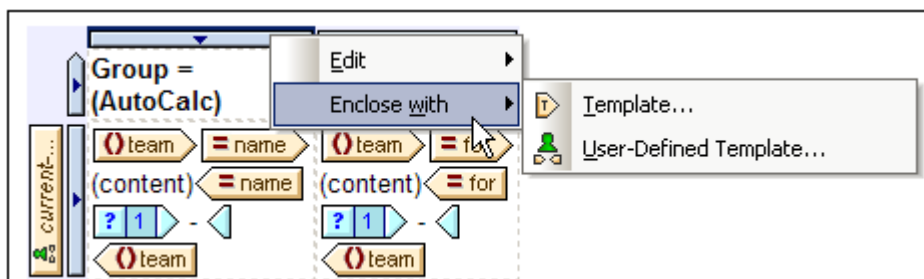 Group =
(AutoCalc)
Edit
Enclose with
Template...
User-Defined Template...
current-...
() team = name () team = for
(content) = name (content) = for
? 1 - ? 1 -
() team () team